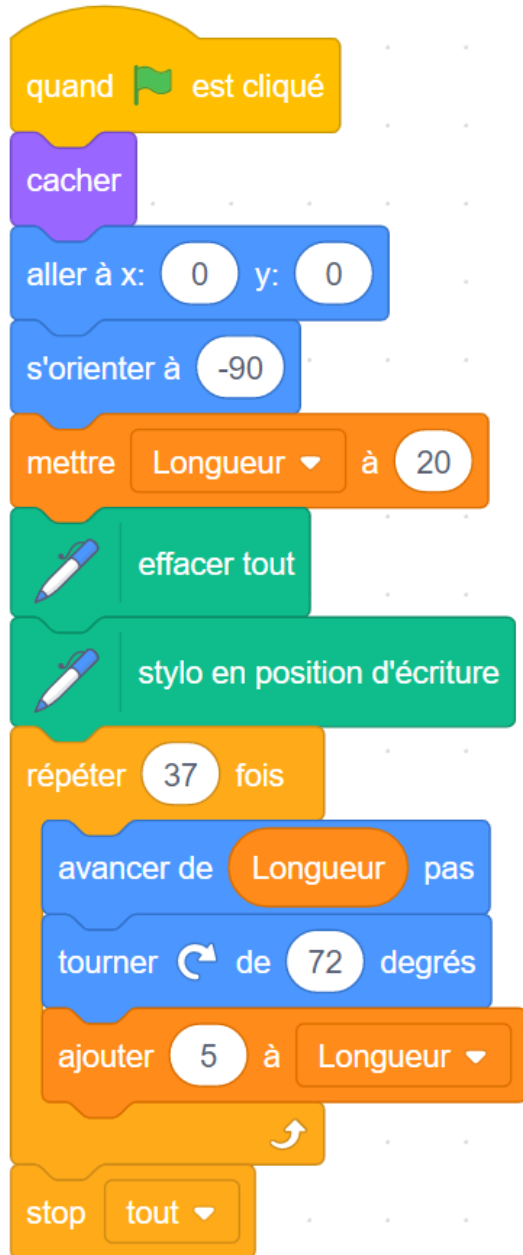 quand est cliqué
cacher
aller à x: 0 y: 0
s'orienter à -90
mettre Longueur à 20
effacer tout
stylo en position d'écriture
répéter 37 fois
avancer de Longueur pas
tourner de 72 degrés
ajouter 5 à Longueur
stop tout